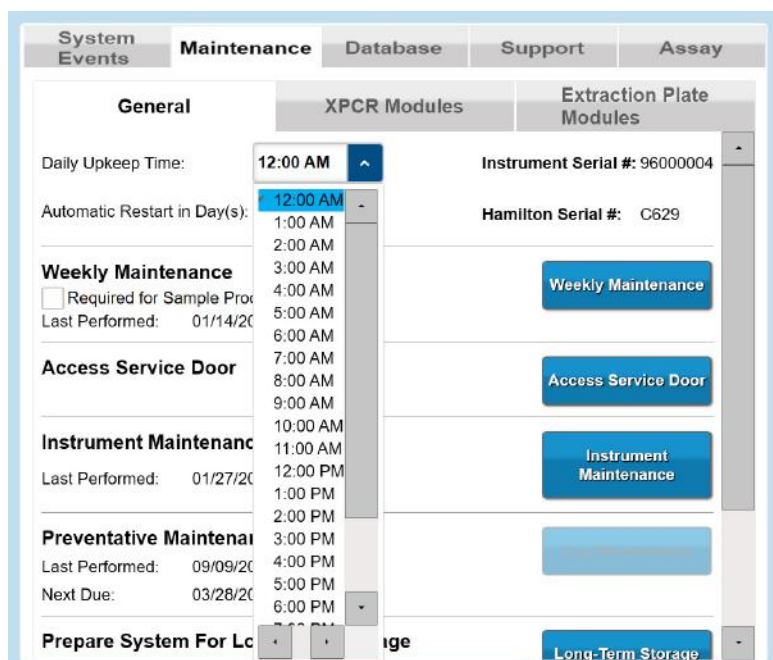 System Events
Maintenance
Database
Support
Assay
General
XPCR Modules
Extraction Plate Modules
Daily Upkeep Time:
12:00 AM
Instrument Serial #: 96000004
Automatic Restart in Day(s):
Hamilton Serial #: C629
12:00 AM
1:00 AM
2:00 AM
3:00 AM
4:00 AM
5:00 AM
6:00 AM
7:00 AM
8:00 AM
9:00 AM
10:00 AM
11:00 AM
12:00 PM
1:00 PM
2:00 PM
3:00 PM
4:00 PM
5:00 PM
6:00 PM
Weekly Maintenance
Required for Sample Proc
Last Performed: 01/14/20
Weekly Maintenance
Access Service Door
Access Service Door
Instrument Maintenanc
Last Performed: 01/27/20
Instrument
Maintenance
Preventative Maintenar
Last Performed: 09/09/20
Next Due: 03/28/20
Prepare System For Lo
Long-Term Storage